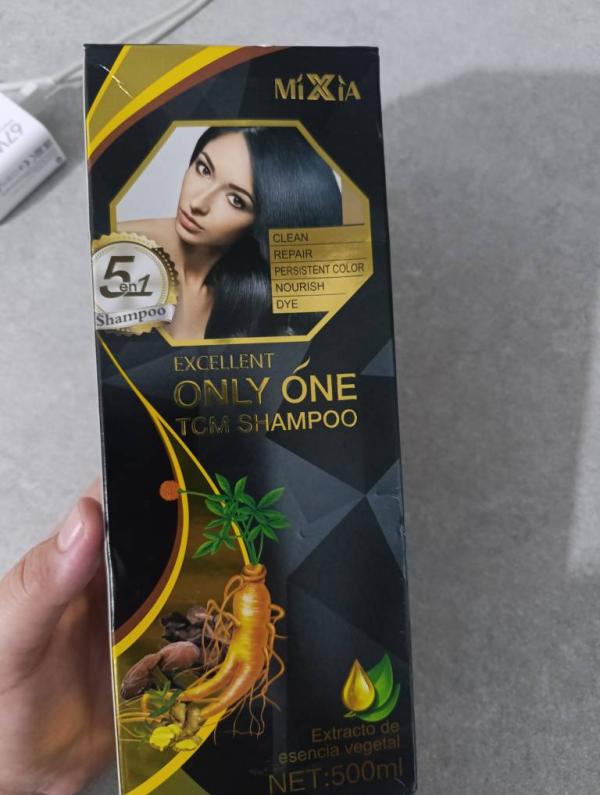 MiXiA
CLEAN
REPAIR
PERSISTENT COLOR
NOURISH
DYE
5 en 1
Shampoo
EXCELLENT
ONLY ONE
TCM SHAMPOO
Extracto de
esencia vegetal
NET:500ml
67W